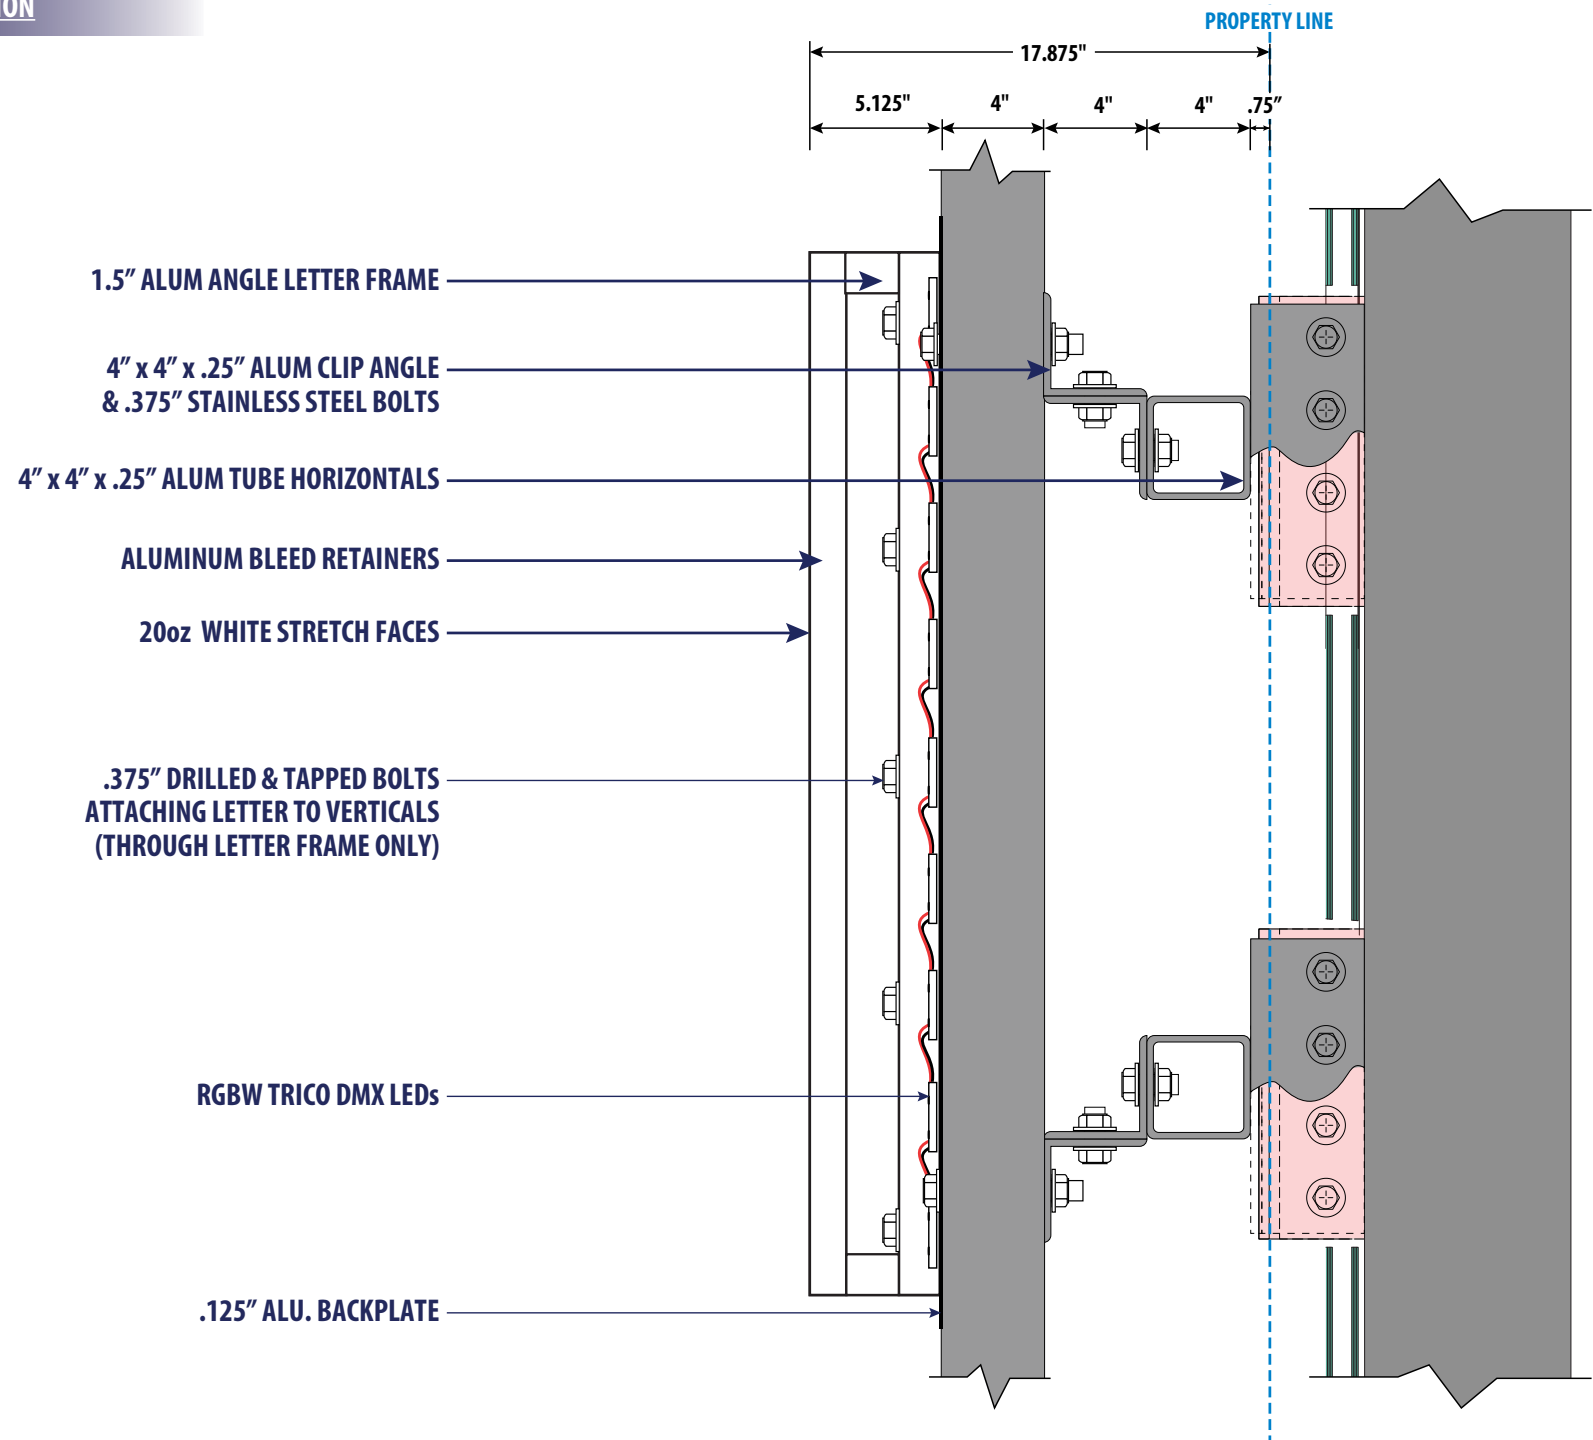 PROPERTY LINE
17.875"
5.125" 4" 4" 4" .75"
1.5" ALUM ANGLE LETTER FRAME
4" x 4" x .25" ALUM CLIP ANGLE
& .375" STAINLESS STEEL BOLTS
4" x 4" x .25" ALUM TUBE HORIZONTALS
ALUMINUM BLEED RETAINERS
20oz WHITE STRETCH FACES
.375" DRILLED & TAPPED BOLTS
ATTACHING LETTER TO VERTICALS
(THROUGH LETTER FRAME ONLY)
RGBW TRICO DMX LEDs
.125" ALU. BACKPLATE